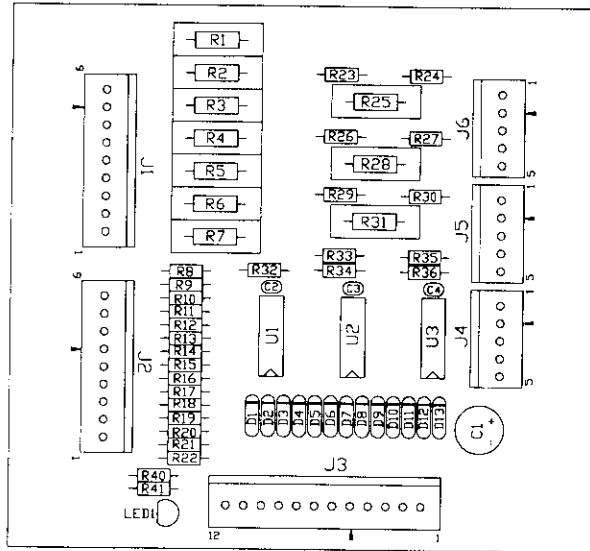 R1
R2
R3
R4
R5
R6
R7
R23
R24
R25
R26
R27
R28
R29
R30
R31
R33
R34
R35
R36
J1
9
1
J6
1
5
J5
1
5
J4
1
5
J2
9
1
R8
R9
R10
R11
R12
R13
R14
R15
R16
R17
R18
R19
R20
R21
R22
R32
C2
C3
C4
U1
U2
U3
D1
D2
D3
D4
D5
D6
D7
D8
D9
D10
D11
D12
D13
C1
+
R40
R41
LED1
J3
12
1